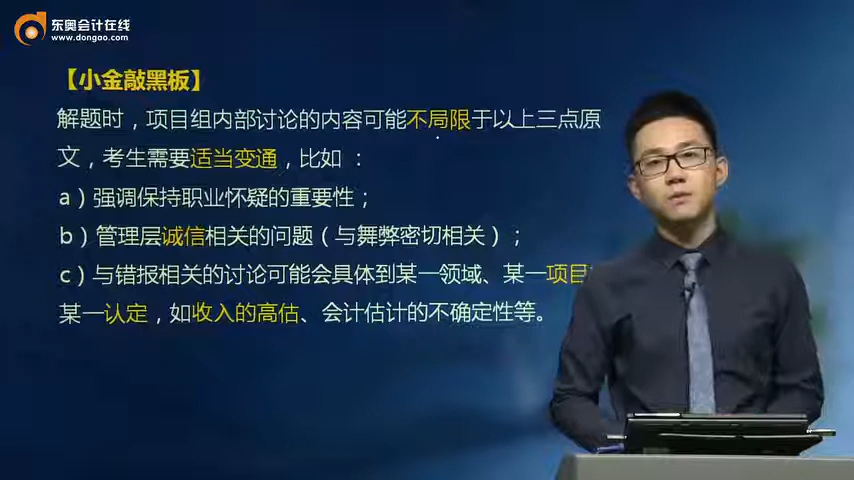 东奥会计在线
www.dongao.com
【小金敲黑板】
解题时，项目组内部讨论的内容可能不局限于以上三点原
文，考生需要适当变通，比如 ：
a）强调保持职业怀疑的重要性；
b）管理层诚信相关的问题（与舞弊密切相关）；
c）与错报相关的讨论可能会具体到某一领域、某一项目
某一认定，如收入的高估、会计估计的不确定性等。